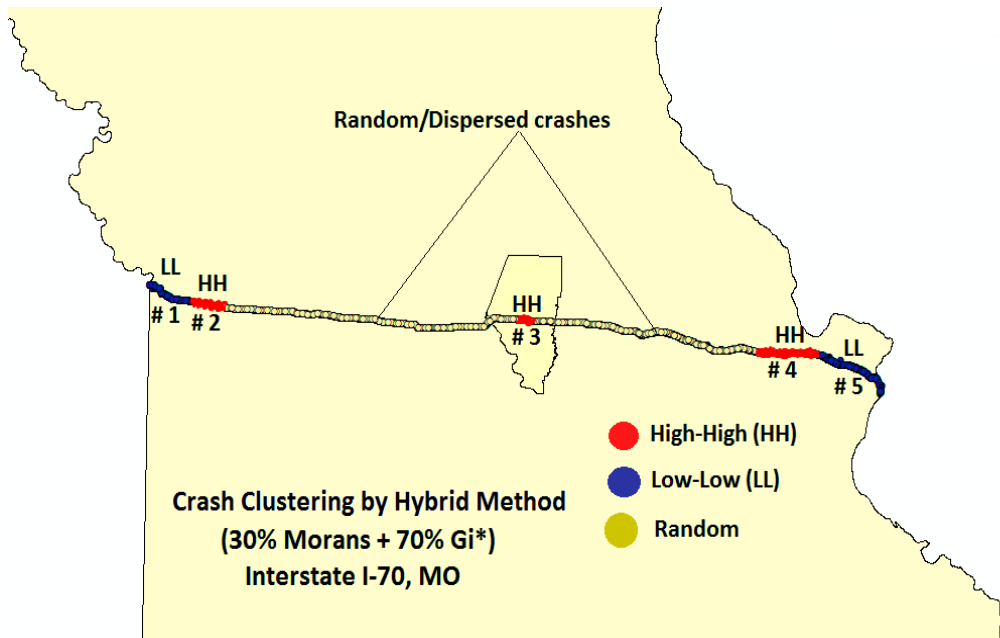 Random/Dispersed crashes
LL
HH
# 1
# 2
HH
# 3
HH
# 4
LL
# 5
High-High (HH)
Low-Low (LL)
Random
Crash Clustering by Hybrid Method
(30% Morans + 70% Gi*)
Interstate I-70, MO